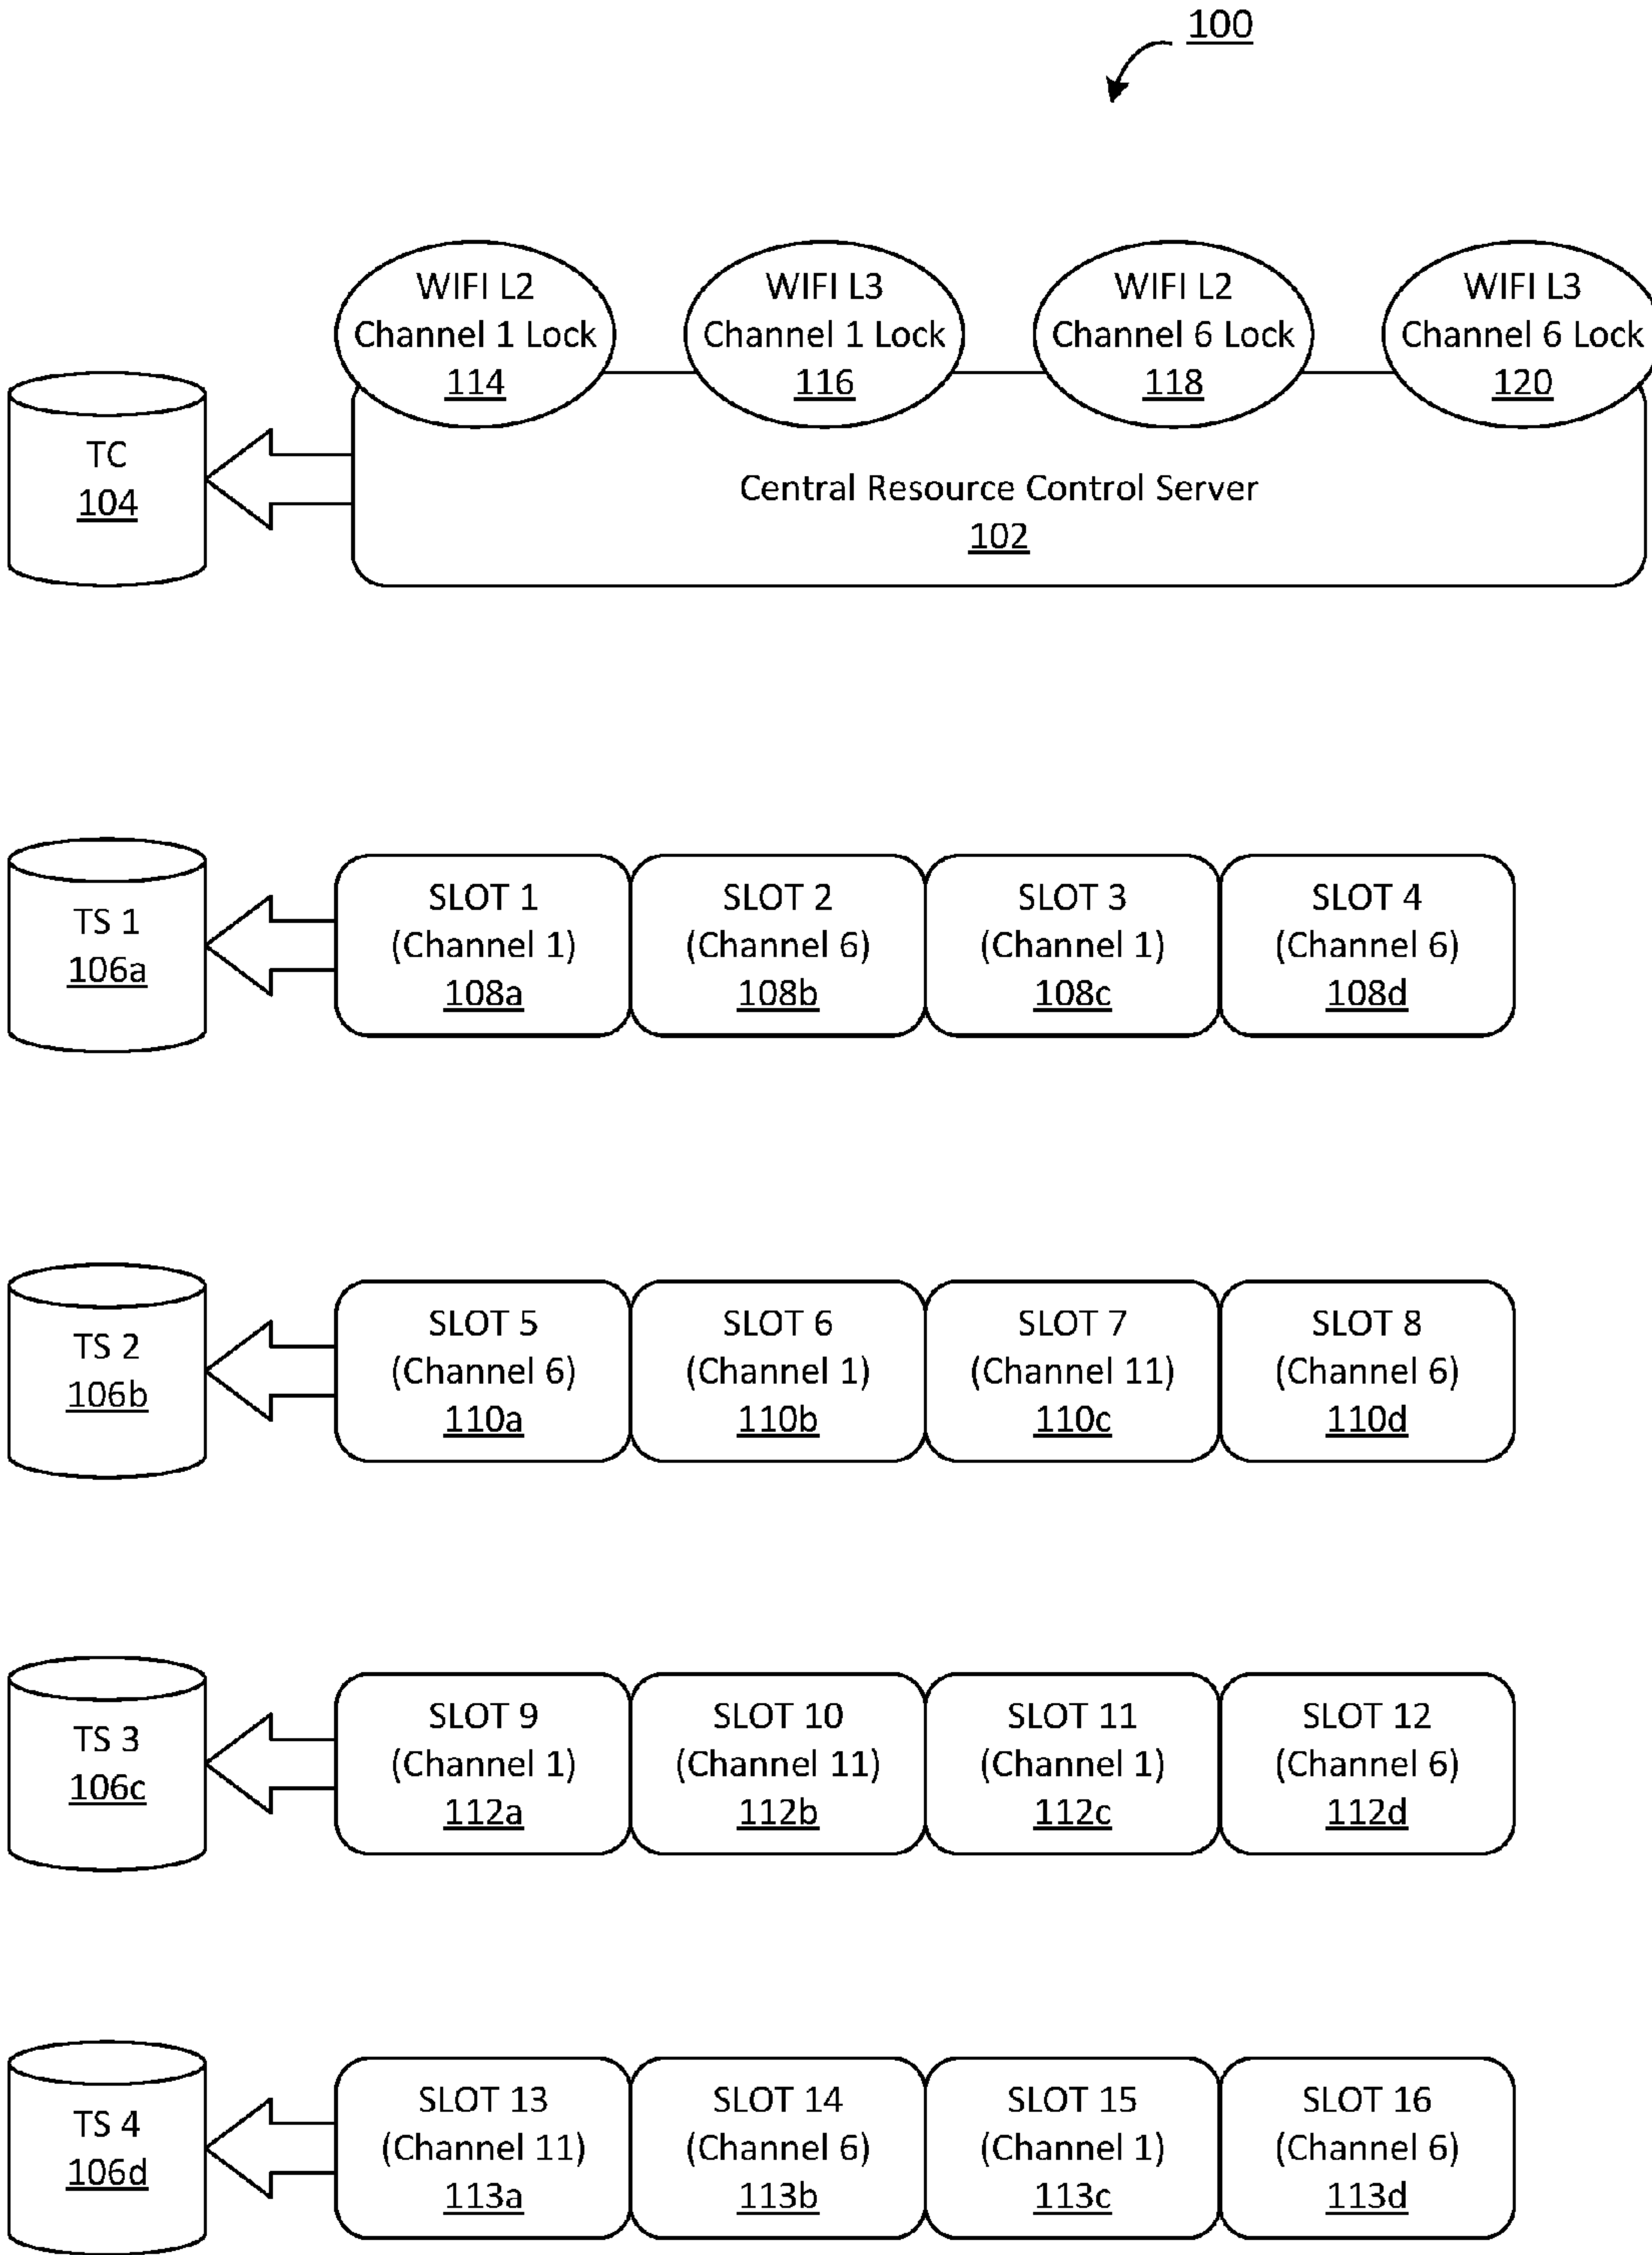 100
WIFI L2
Channel 1 Lock
114
WIFI L3
Channel 1 Lock
116
WIFI L2
Channel 6 Lock
118
WIFI L3
Channel 6 Lock
120
TC
104
Central Resource Control Server
102
TS 1
106a
SLOT 1
(Channel 1)
108a
SLOT 2
(Channel 6)
108b
SLOT 3
(Channel 1)
108c
SLOT 4
(Channel 6)
108d
TS 2
106b
SLOT 5
(Channel 6)
110a
SLOT 6
(Channel 1)
110b
SLOT 7
(Channel 11)
110c
SLOT 8
(Channel 6)
110d
TS 3
106c
SLOT 9
(Channel 1)
112a
SLOT 10
(Channel 11)
112b
SLOT 11
(Channel 1)
112c
SLOT 12
(Channel 6)
112d
TS 4
106d
SLOT 13
(Channel 11)
113a
SLOT 14
(Channel 6)
113b
SLOT 15
(Channel 1)
113c
SLOT 16
(Channel 6)
113d